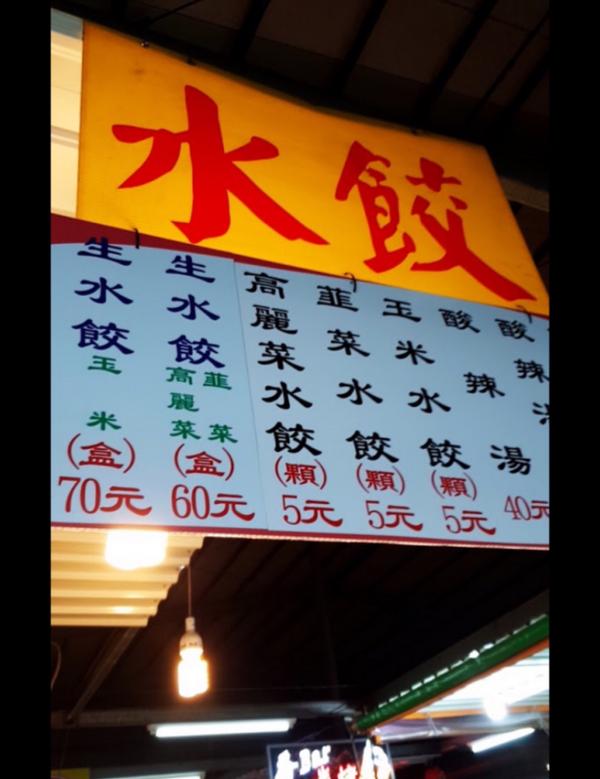 水餃
生水餃 玉米 (盒) 70元
生水餃 高麗菜 韮菜 (盒) 60元
高麗菜水餃 (顆) 5元
韮菜水餃 (顆) 5元
玉米水餃 (顆) 5元
酸辣湯 40元
酸辣